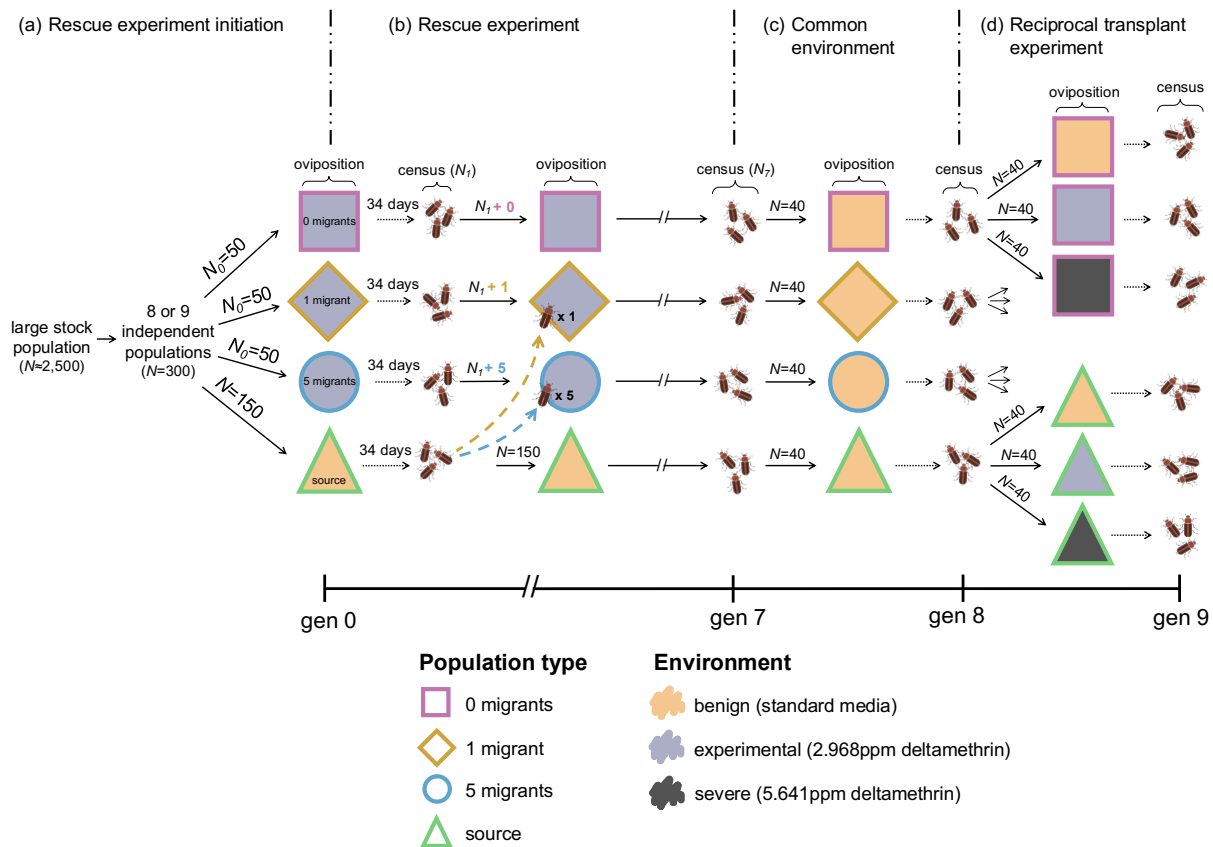 (a) Rescue experiment initiation
(b) Rescue experiment
(c) Common
environment
(d) Reciprocal transplant
experiment
oviposition
census
oviposition
census (N₁)
oviposition
census (N₇)
oviposition
census
0 migrants
34 days
N₁ + 0
N=40
N=40
N=40
N=40
N₀=50
1 migrant
34 days
N₁ + 1
x 1
N=40
N₀=50
large stock
population
(N≈2,500)
8 or 9
independent
populations
(N=300)
N₀=50
5 migrants
34 days
N₁ + 5
x 5
N=40
N=150
source
34 days
N=150
N=40
N=40
N=40
N=40
gen 0
gen 7
gen 8
gen 9
Population type
0 migrants
1 migrant
5 migrants
source
Environment
benign (standard media)
experimental (2.968ppm deltamethrin)
severe (5.641ppm deltamethrin)